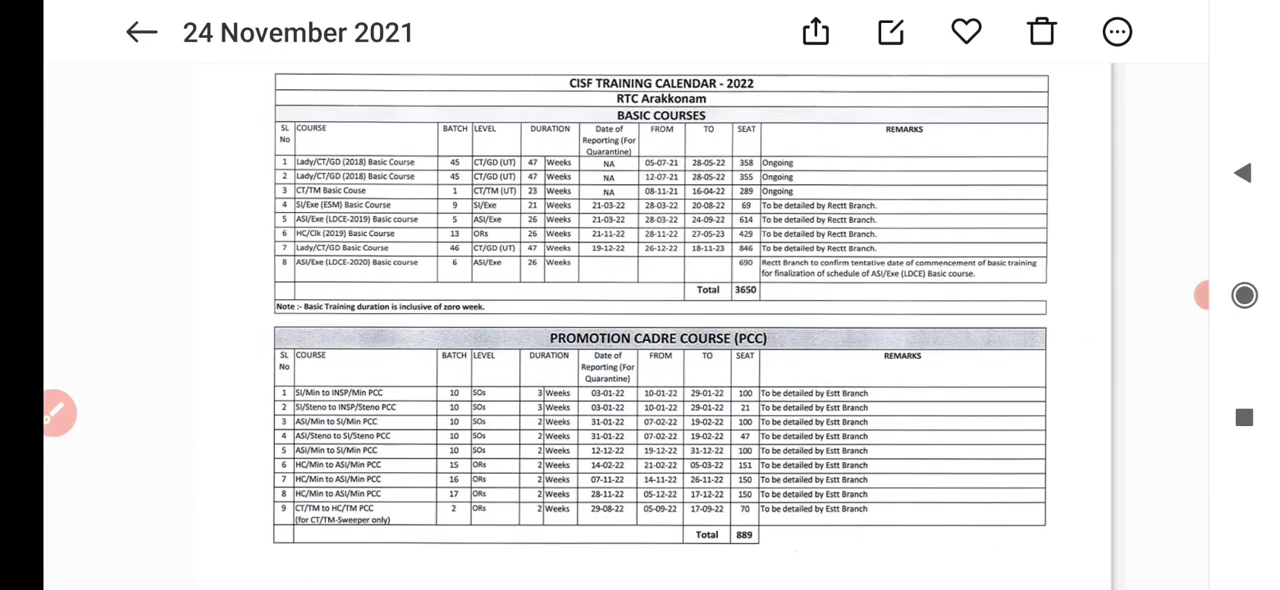 24 November 2021
CISF TRAINING CALENDAR - 2022
RTC Arakkonam
BASIC COURSES
SL No COURSE BATCH LEVEL DURATION Date of Reporting (For Quarantine) FROM TO SEAT REMARKS
1 Lady/CT/GD (2018) Basic Course 45 CT/GD (UT) 47 Weeks NA 05-07-21 28-05-22 358 Ongoing
2 Lady/CT/GD (2018) Basic Course 45 CT/GD (UT) 47 Weeks NA 12-07-21 28-05-22 355 Ongoing
3 CT/TM Basic Couse 1 CT/TM (UT) 23 Weeks NA 08-11-21 16-04-22 289 Ongoing
4 SI/Exe (ESM) Basic Course 9 SI/Exe 21 Weeks 21-03-22 28-03-22 20-08-22 69 To be detailed by Rectt Branch.
5 ASI/Exe (LDCE-2019) Basic course 5 ASI/Exe 26 Weeks 21-03-22 28-03-22 24-09-22 614 To be detailed by Rectt Branch.
6 HC/Clk (2019) Basic Course 13 ORs 26 Weeks 21-11-22 28-11-22 27-05-23 429 To be detailed by Rectt Branch.
7 Lady/CT/GD Basic Course 46 CT/GD (UT) 47 Weeks 19-12-22 26-12-22 18-11-23 846 To be detailed by Rectt Branch.
8 ASI/Exe (LDCE-2020) Basic course 6 ASI/Exe 26 Weeks 690 Rectt Branch to confirm tentative date of commencement of basic training
for finalization of schedule of ASI/Exe (LDCE) Basic course.
Total 3650
Note :- Basic Training duration is inclusive of zoro week.
PROMOTION CADRE COURSE (PCC)
SL No COURSE BATCH LEVEL DURATION Date of Reporting (For Quarantine) FROM TO SEAT REMARKS
1 SI/Min to INSP/Min PCC 10 SOs 3 Weeks 03-01-22 10-01-22 29-01-22 100 To be detailed by Estt Branch
2 SI/Steno to INSP/Steno PCC 10 SOs 3 Weeks 03-01-22 10-01-22 29-01-22 21 To be detailed by Estt Branch
3 ASI/Min to SI/Min PCC 10 SOs 2 Weeks 31-01-22 07-02-22 19-02-22 100 To be detailed by Estt Branch
4 ASI/Steno to SI/Steno PCC 10 SOs 2 Weeks 31-01-22 07-02-22 19-02-22 47 To be detailed by Estt Branch
5 ASI/Min to SI/Min PCC 10 SOs 2 Weeks 12-12-22 19-12-22 31-12-22 100 To be detailed by Estt Branch
6 HC/Min to ASI/Min PCC 15 ORs 2 Weeks 14-02-22 21-02-22 05-03-22 151 To be detailed by Estt Branch
7 HC/Min to ASI/Min PCC 16 ORs 2 Weeks 07-11-22 14-11-22 26-11-22 150 To be detailed by Estt Branch
8 HC/Min to ASI/Min PCC 17 ORs 2 Weeks 28-11-22 05-12-22 17-12-22 150 To be detailed by Estt Branch
9 CT/TM to HC/TM PCC 2 ORs 2 Weeks 29-08-22 05-09-22 17-09-22 70 To be detailed by Estt Branch
(for CT/TM-Sweeper only)
Total 889